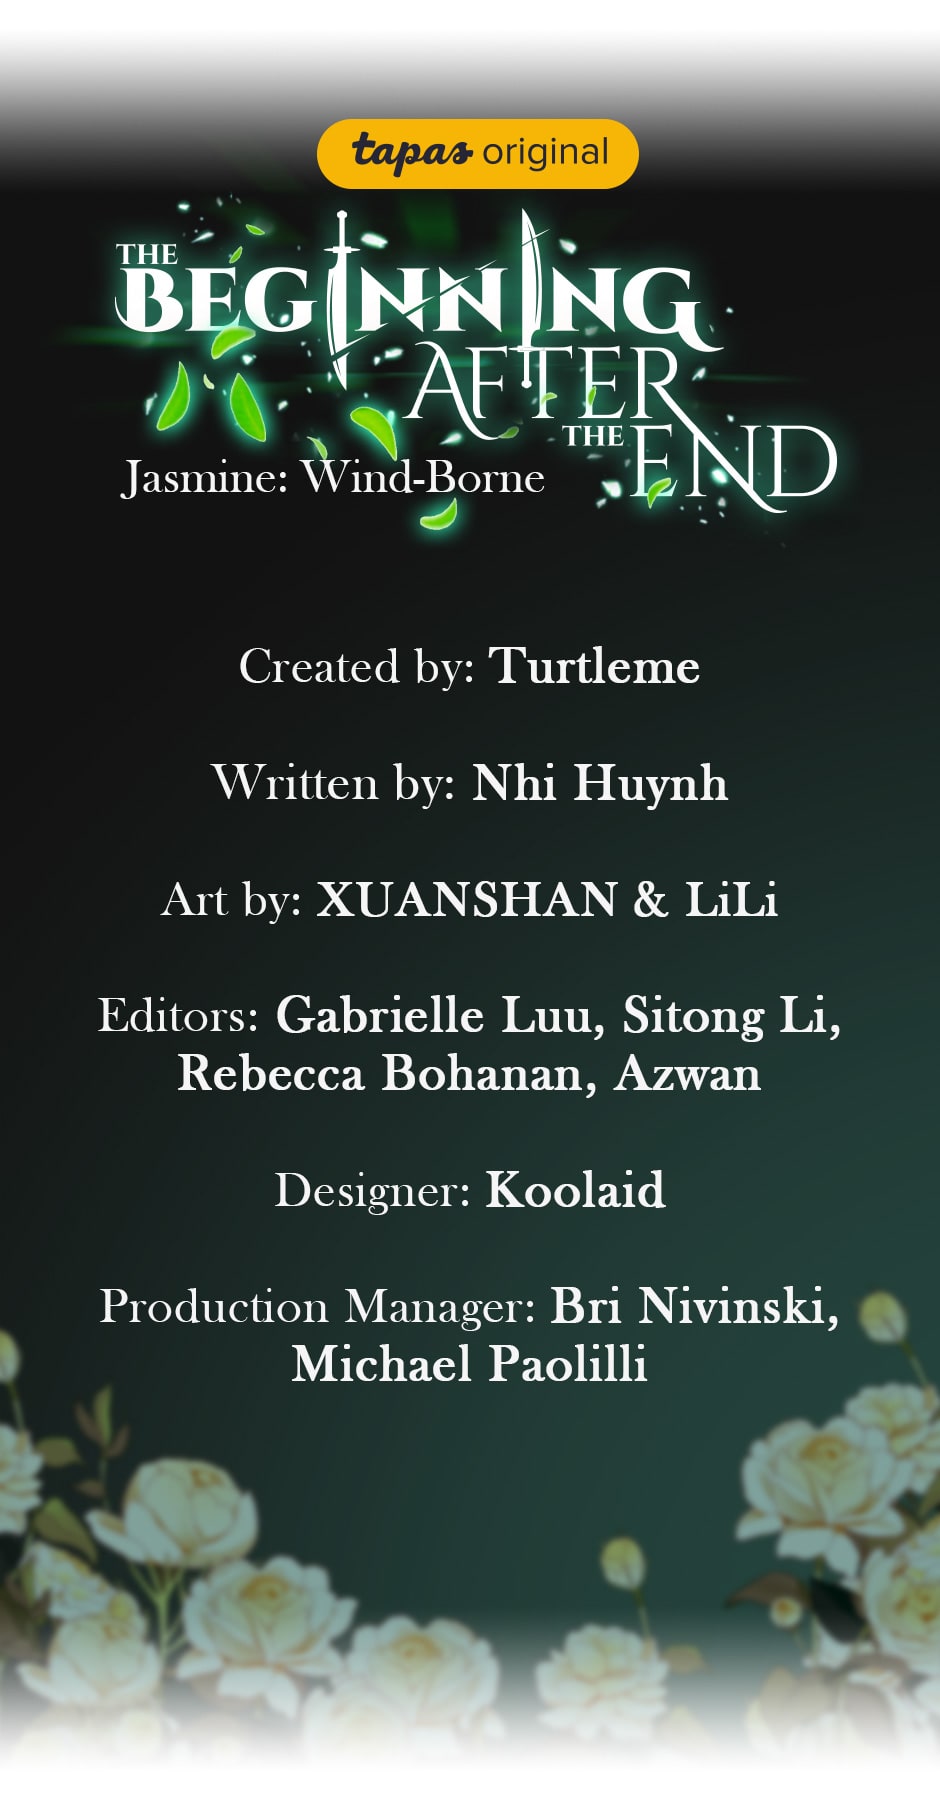 tapas original
THE
BEGINNING
AFTER
THE END
Jasmine: Wind-Borne
Created by: Turtleme
Written by: Nhi Huynh
Art by: XUANSHAN & LiLi
Editors: Gabrielle Luu, Sitong Li,
Rebecca Bohanan, Azwan
Designer: Koolaid
Production Manager: Bri Nivinski,
Michael Paolilli